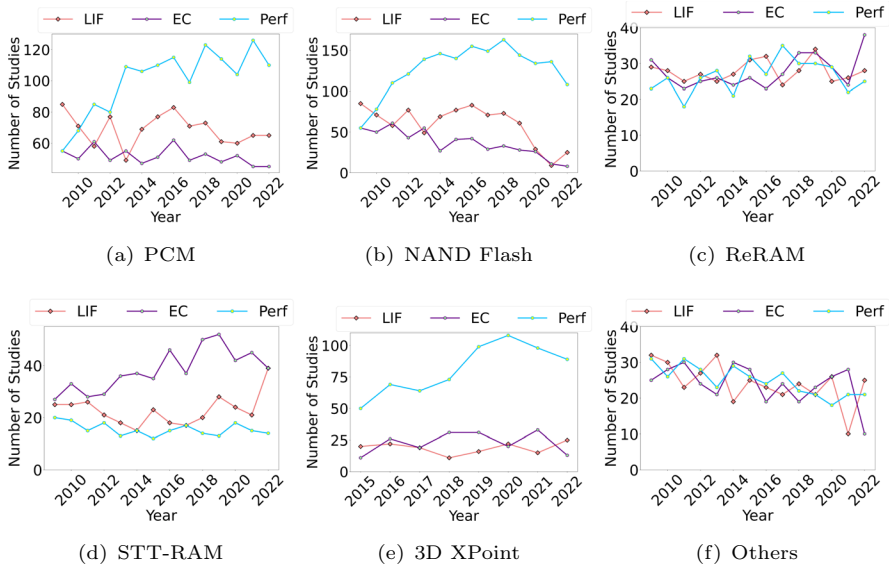 LIF EC Perf
Number of Studies
120
100
80
60
2010 2012 2014 2016 2018 2020 2022
Year
(a) PCM
LIF EC Perf
Number of Studies
150
100
50
0
2010 2012 2014 2016 2018 2020 2022
Year
(b) NAND Flash
LIF EC Perf
Number of Studies
40
30
20
10
0
2010 2012 2014 2016 2018 2020 2022
Year
(c) ReRAM
LIF EC Perf
Number of Studies
40
20
0
2010 2012 2014 2016 2018 2020 2022
Year
(d) STT-RAM
LIF EC Perf
Number of Studies
100
75
50
25
0
2015 2016 2017 2018 2019 2020 2021 2022
Year
(e) 3D XPoint
LIF EC Perf
Number of Studies
40
30
20
10
0
2010 2012 2014 2016 2018 2020 2022
Year
(f) Others